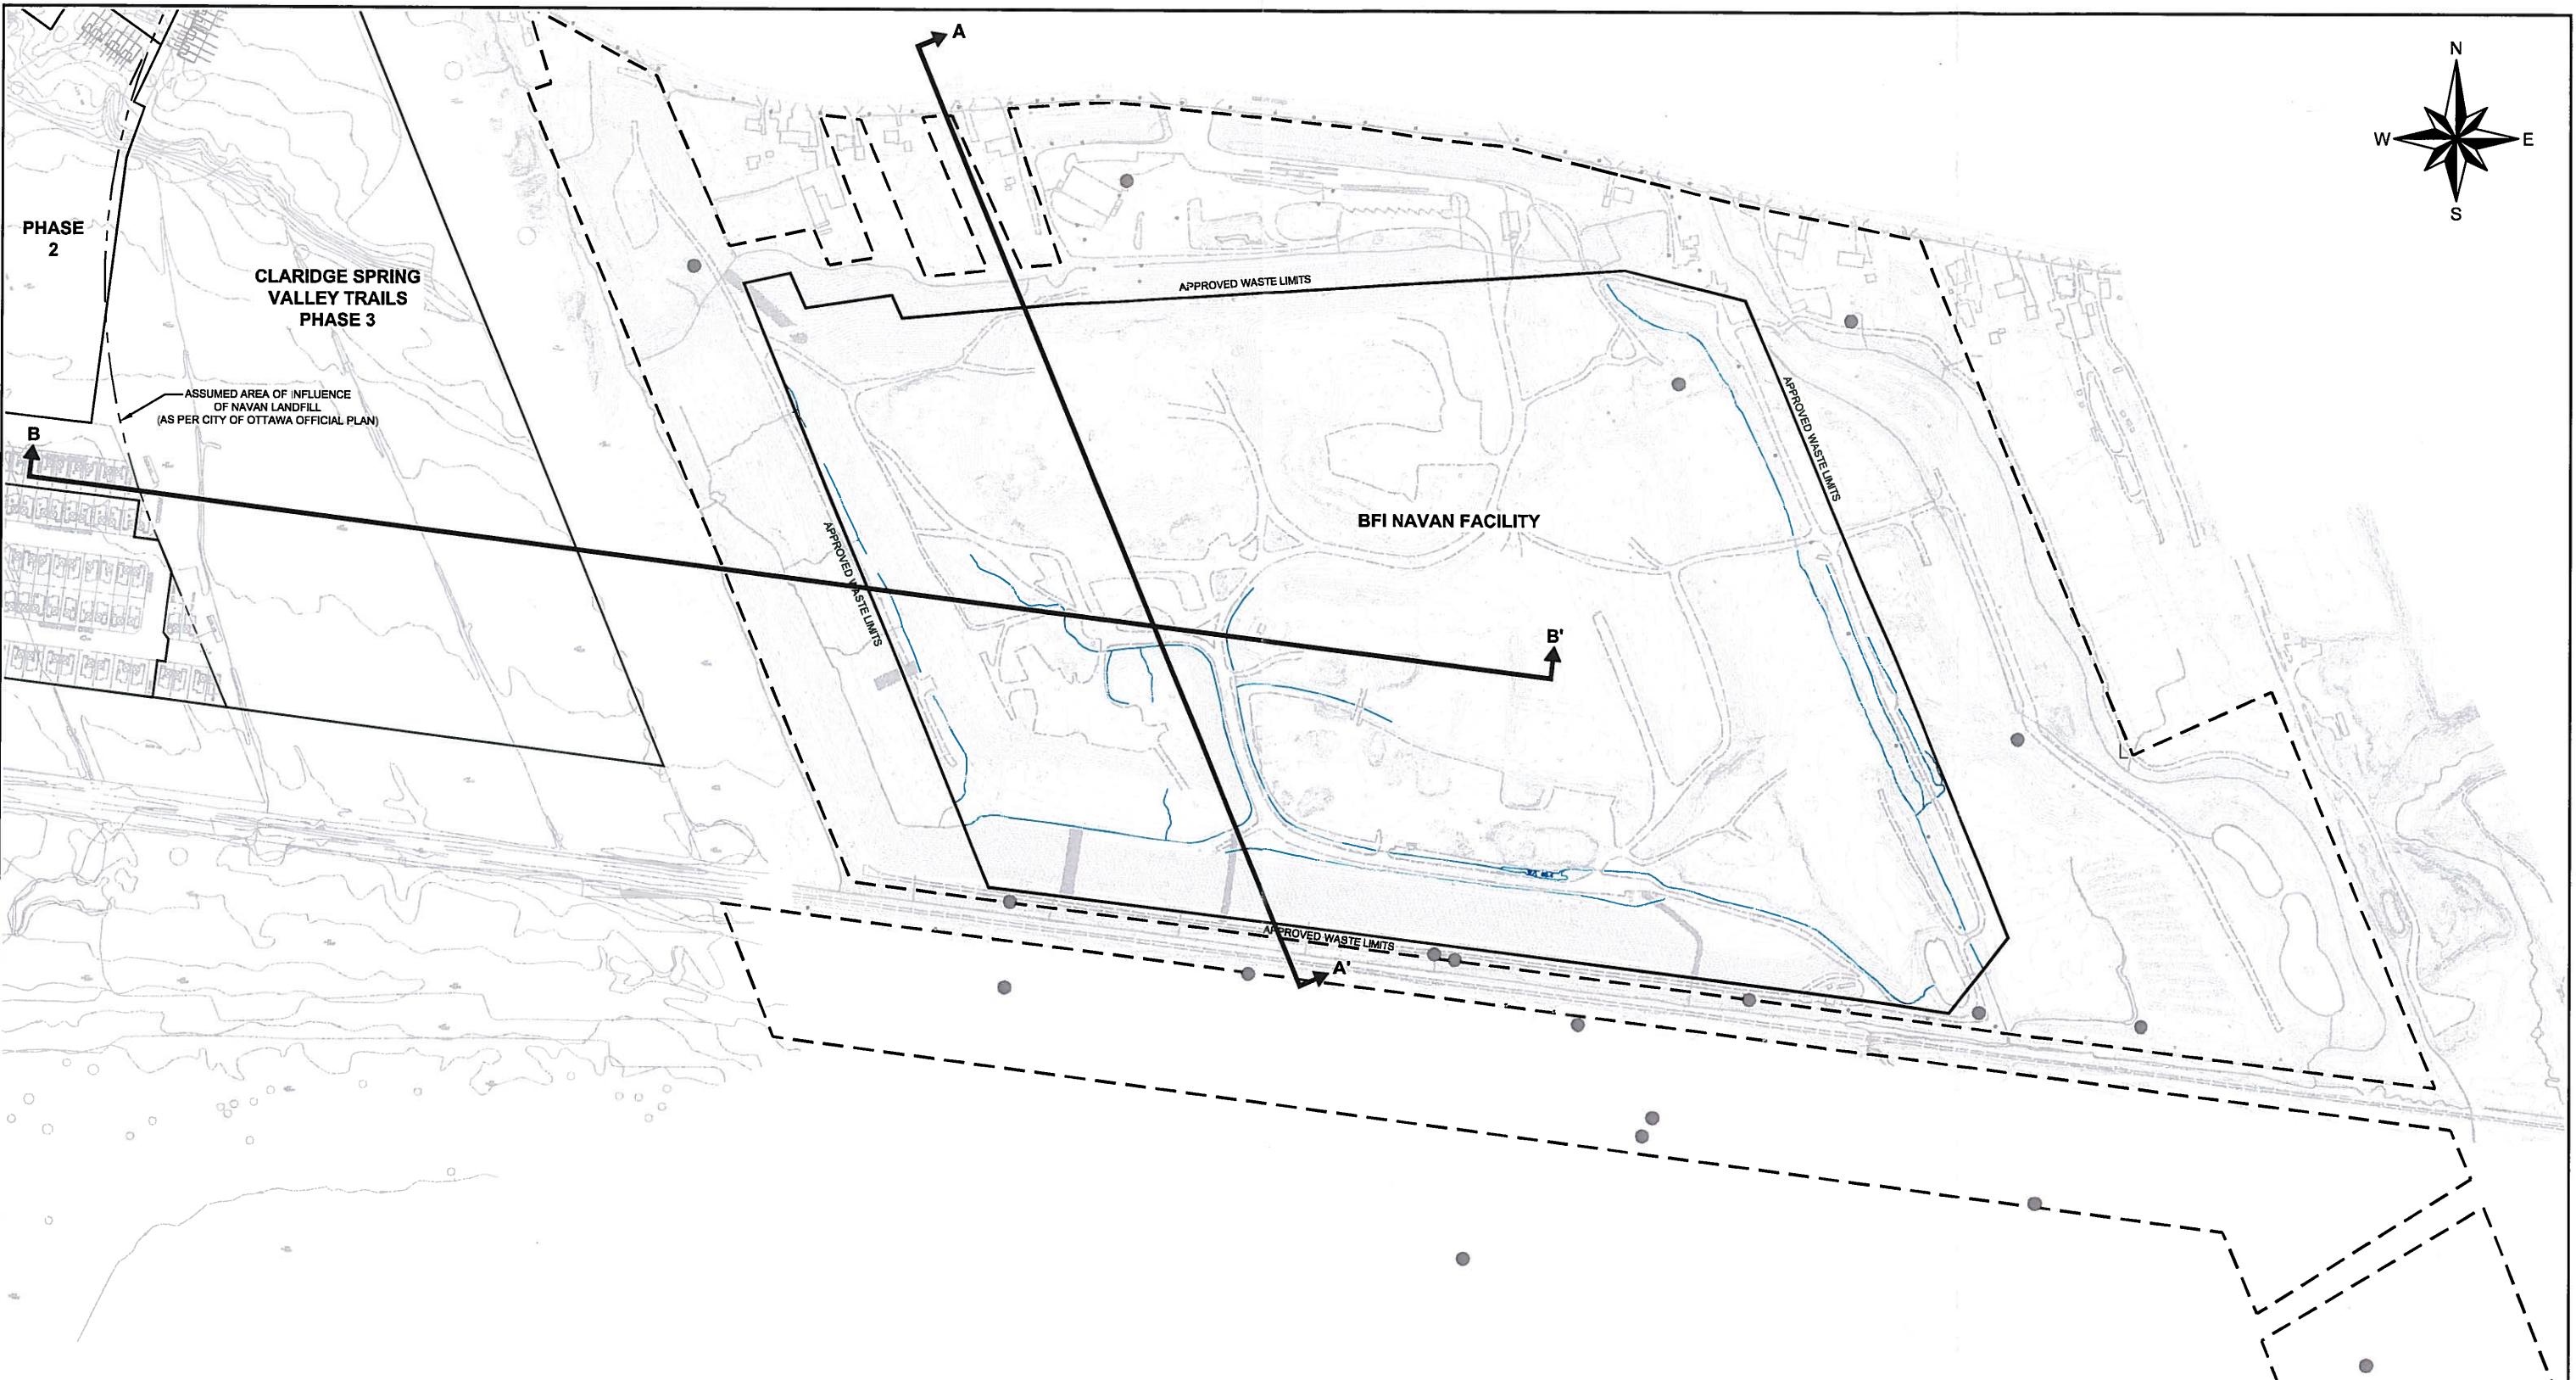 A
N
W
E
S
PHASE
2
CLARIDGE SPRING
VALLEY TRAILS
PHASE 3
APPROVED WASTE LIMITS
ASSUMED AREA OF INFLUENCE
OF NAVAN LANDFILL
(AS PER CITY OF OTTAWA OFFICIAL PLAN)
APPROVED WASTE LIMITS
B
BFI NAVAN FACILITY
APPROVED WASTE LIMITS
B'
APPROVED WASTE LIMITS
A'